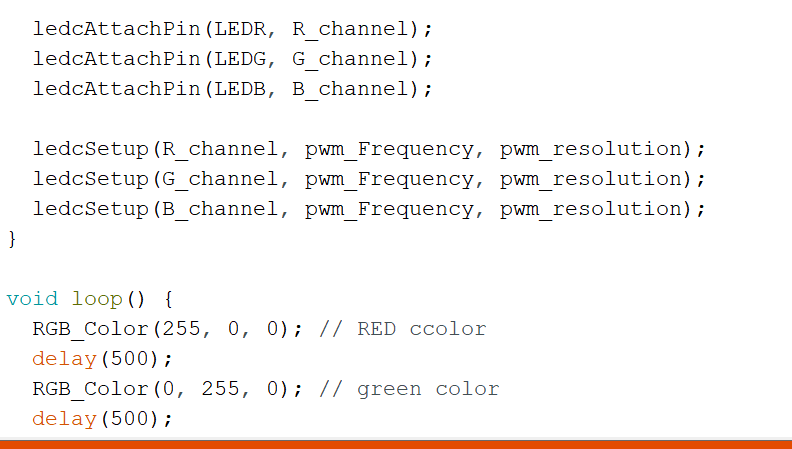 ledcAttachPin(LEDR, R_channel);
ledcAttachPin(LEDG, G_channel);
ledcAttachPin(LEDB, B_channel);
ledcSetup(R_channel, pwm_Frequency, pwm_resolution);
ledcSetup(G_channel, pwm_Frequency, pwm_resolution);
ledcSetup(B_channel, pwm_Frequency, pwm_resolution);
}
void loop() {
RGB_Color(255, 0, 0); // RED ccolor
delay(500);
RGB_Color(0, 255, 0); // green color
delay(500);